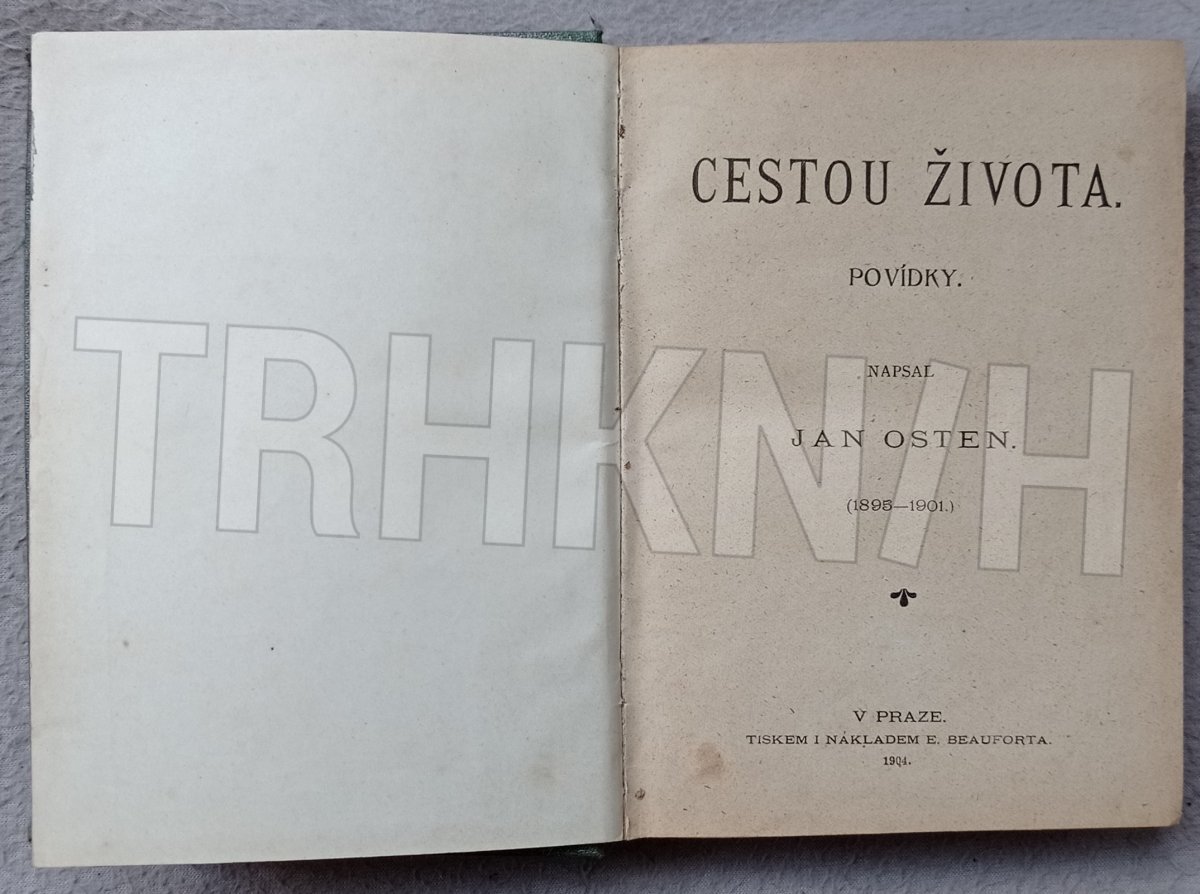 CESTOU ŽIVOTA.
POVÍDKY.
NAPSAL
JAN OSTEN.
(1895—1901.)
V PRAZE.
TISKEM I NÁKLADEM E. BEAUFORTA.
1904.
TRHKNIH